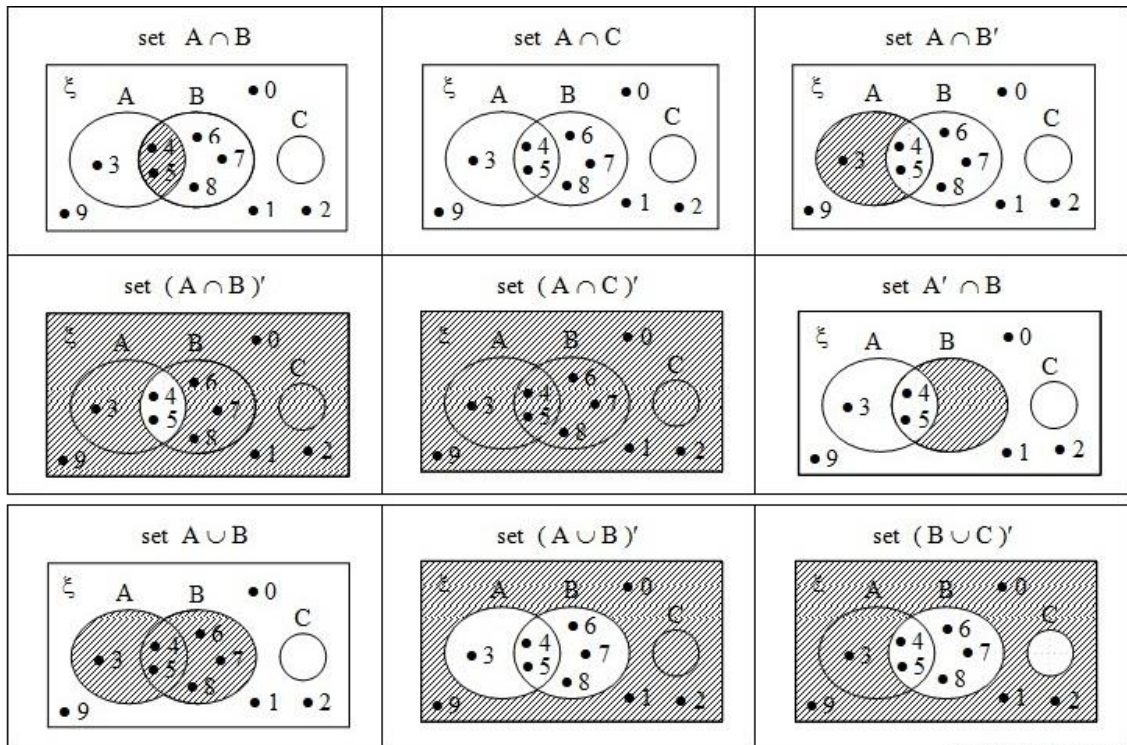 set A ∩ B
ξ A B 0
C
6
4 7
3 5
8
9 1 2
set A ∩ C
ξ A B 0
C
6
4 7
3 5
8
9 1 2
set A ∩ B′
ξ A B 0
C
6
4 7
3 5
8
9 1 2
set ( A ∩ B )′
ξ A B 0
C
6
4
3 5 7
8
9 1 2
set ( A ∩ C )′
ξ A B 0
C
6
4
3 5 7
8
9 1 2
set A′ ∩ B
ξ A B 0
C
4
3 5
9 1 2
set A ∪ B
ξ A B 0
C
6
4
3 5 7
8
9 1 2
set ( A ∪ B )′
ξ A B 0
C
6
4
3 5 7
8
9 1 2
set ( B ∪ C )′
ξ A B 0
C
6
4
3 5 7
8
9 1 2